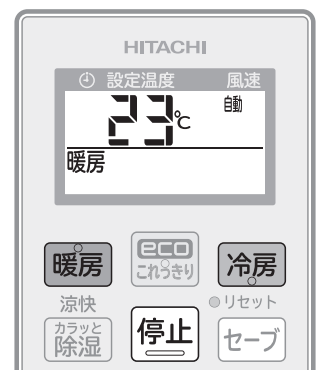 HITACHI
設定温度 風速
23℃ 自動
暖房
暖房 eco これっきり 冷房
涼快 リセット
カラッと除湿 停止 セーブ